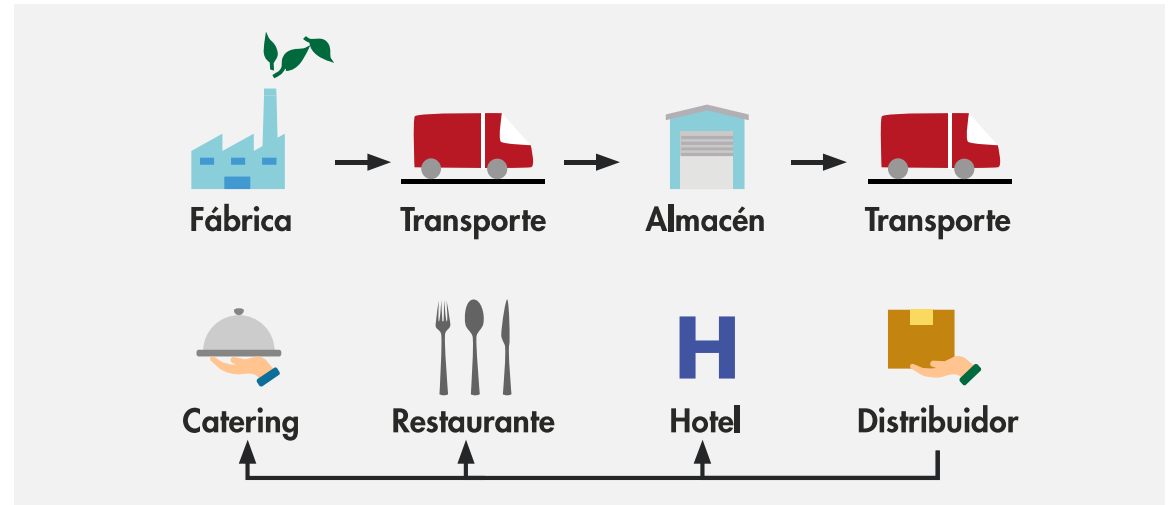 Fábrica
Transporte
Almacén
Transporte
Catering
Restaurante
Hotel
Distribuidor